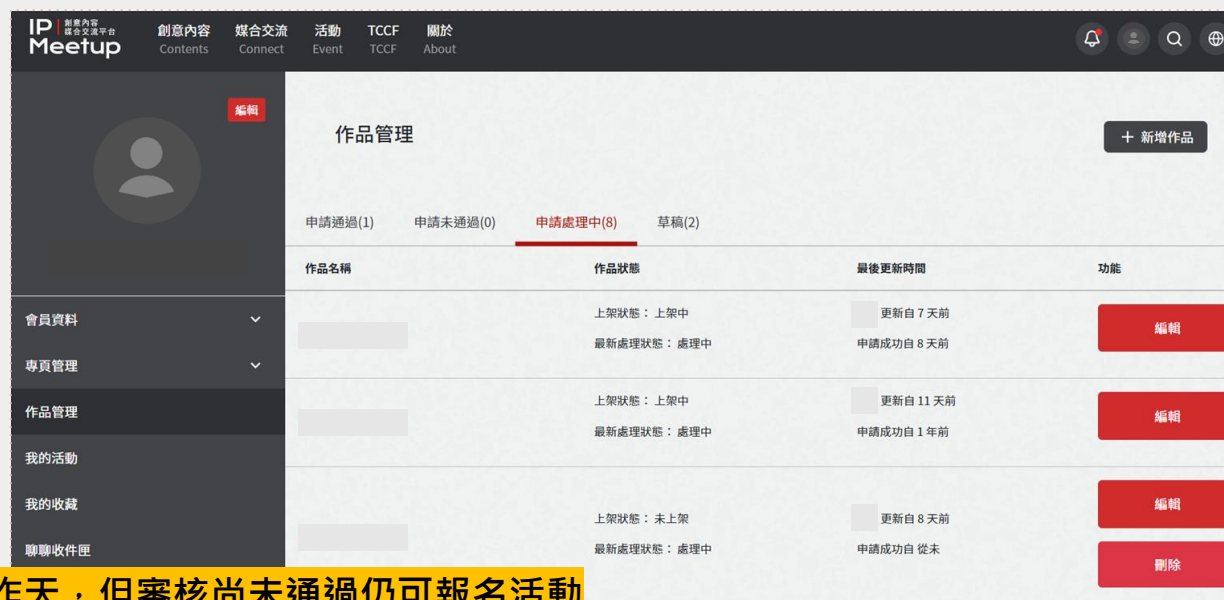 IP 創意內容
媒合交流平台
Meetup
創意內容 媒合交流 活動 TCCF 關於
Contents Connect Event TCCF About
編輯
作品管理
+ 新增作品
申請通過(1) 申請未通過(0) 申請處理中(8) 草稿(2)
作品名稱 作品狀態 最後更新時間 功能
會員資料
專頁管理
作品管理
我的活動
我的收藏
聊聊收件匣
上架狀態： 上架中 更新自 7 天前
最新處理狀態： 處理中 申請成功自 8 天前
編輯
上架狀態： 上架中 更新自 11 天前
最新處理狀態： 處理中 申請成功自 1 年前
編輯
上架狀態： 未上架 更新自 8 天前
最新處理狀態： 處理中 申請成功自 從未
編輯
刪除
天，但審核尚未通過仍可報名活動